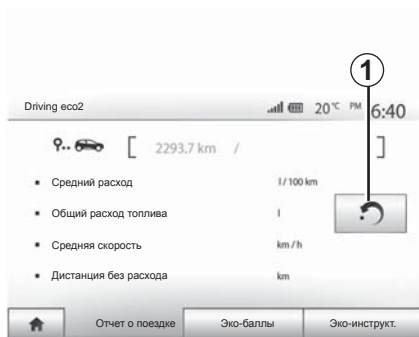 1
Driving eco2 20°C PM 6:40
[ 2293.7 km / ]
▪ Средний расход l/100 km
▪ Общий расход топлива l
▪ Средняя скорость km/h
▪ Дистанция без расхода km
Отчет о поездке Эко-баллы Эко-инструкт.